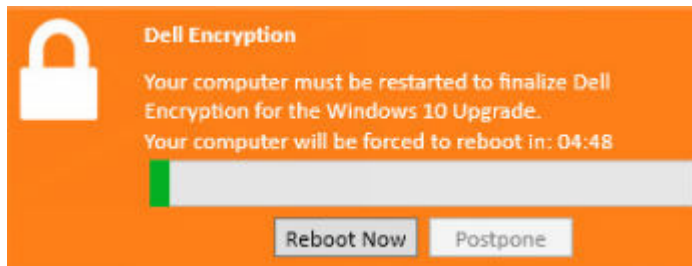 Dell Encryption
Your computer must be restarted to finalize Dell
Encryption for the Windows 10 Upgrade.
Your computer will be forced to reboot in: 04:48
Reboot Now Postpone